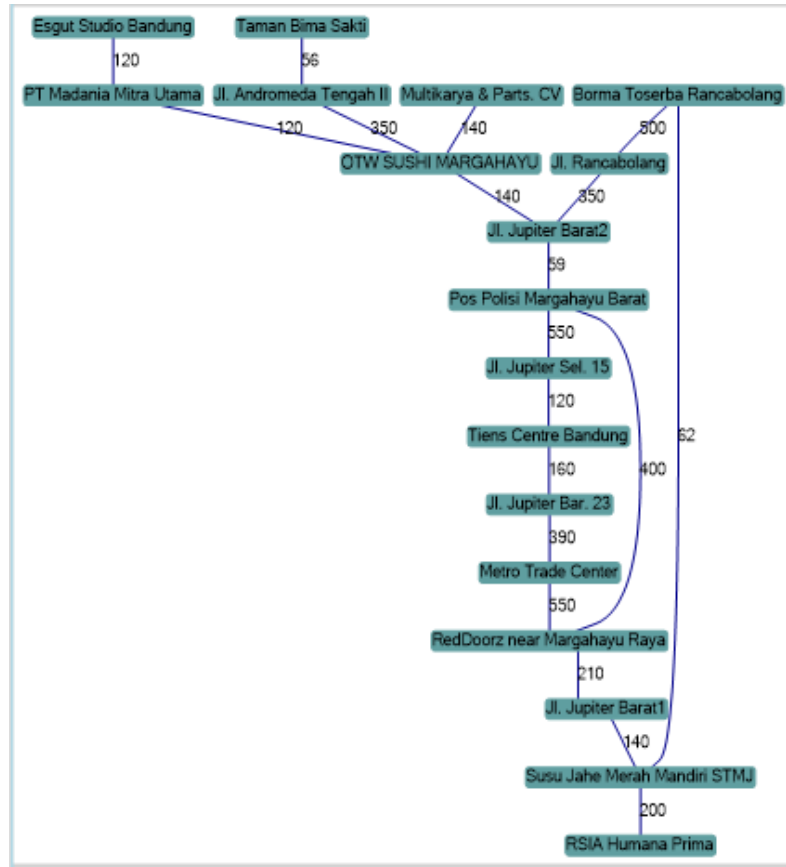 Esgut Studio Bandung
Taman Bima Sakti
120
56
PT Madania Mitra Utama
Jl. Andromeda Tengah II
Multikarya & Parts. CV
Borma Toserba Rancabolang
120
350
140
500
OTW SUSHI MARGAHAYU
Jl. Rancabolang
140
350
Jl. Jupiter Barat2
59
Pos Polisi Margahayu Barat
550
Jl. Jupiter Sel. 15
120
Tiens Centre Bandung
62
160
400
Jl. Jupiter Bar. 23
390
Metro Trade Center
550
RedDoorz near Margahayu Raya
210
Jl. Jupiter Barat1
140
Susu Jahe Merah Mandiri STMJ
200
RSIA Humana Prima